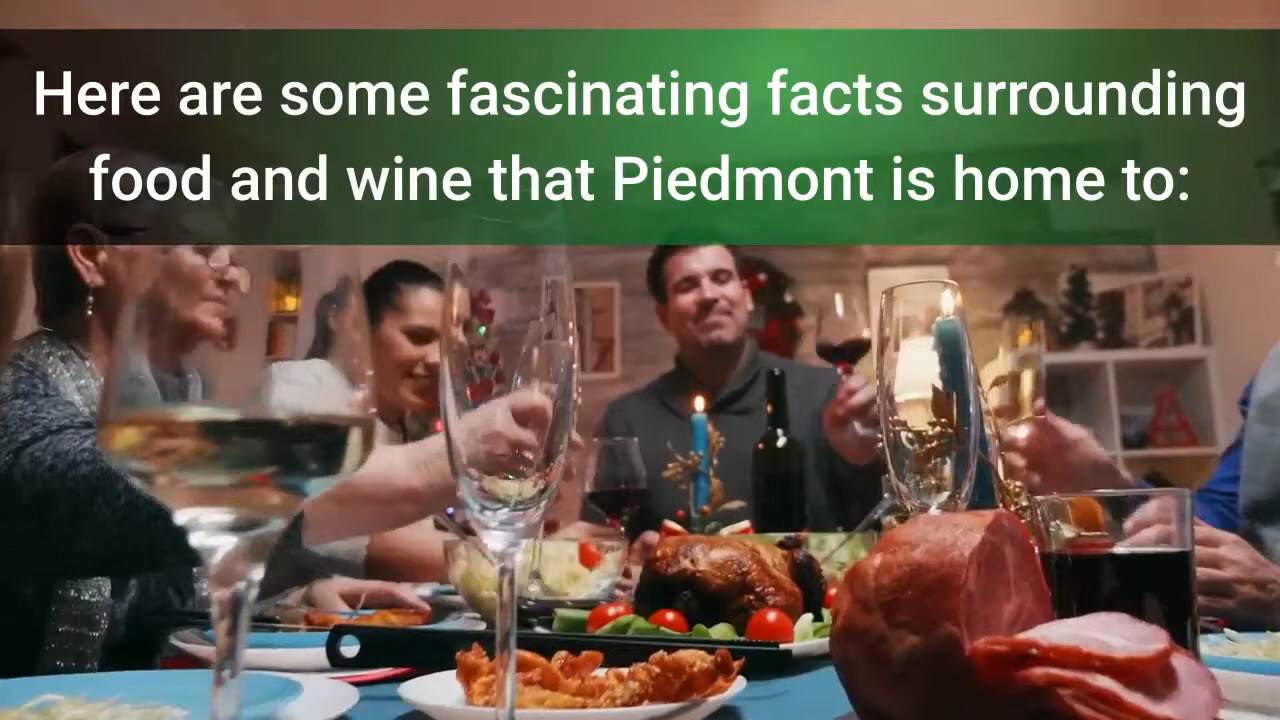 Here are some fascinating facts surrounding
food and wine that Piedmont is home to: